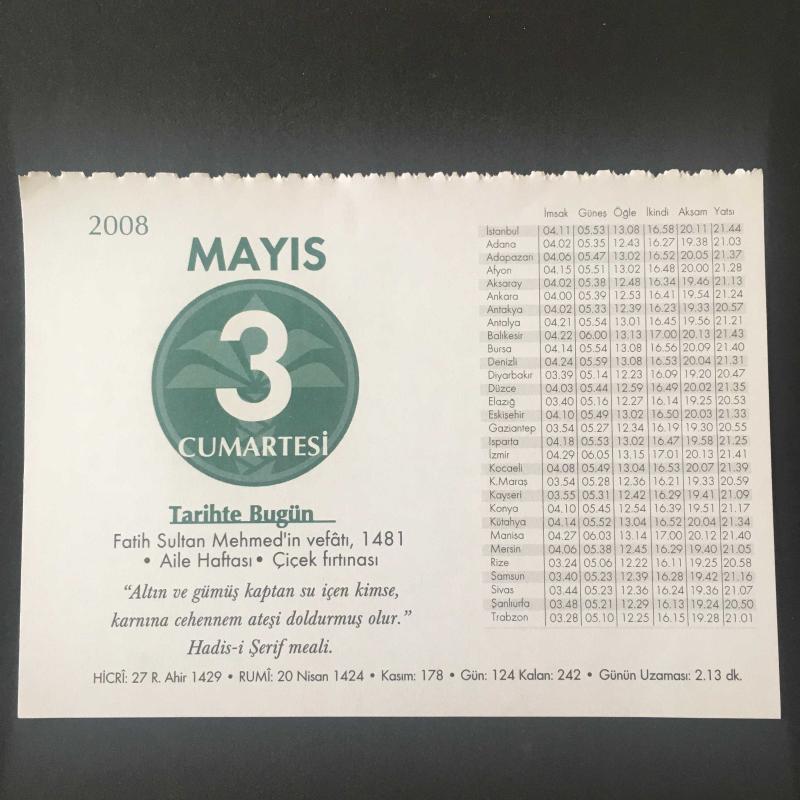 2008
MAYIS
3
CUMARTESİ
Tarihte Bugün
Fatih Sultan Mehmed'in vefâtı, 1481
• Aile Haftası • Çiçek fırtınası
“Altın ve gümüş kaptan su içen kimse,
karnına cehennem ateşi doldurmuş olur.”
Hadis-i Şerif meali.
İmsak Güneş Öğle İkindi Akşam Yatsı
İstanbul 04.11 05.53 13.08 16.58 20.11 21.44
Adana 04.02 05.35 12.43 16.27 19.38 21.03
Adapazarı 04.06 05.47 13.02 16.52 20.05 21.37
Afyon 04.15 05.51 13.02 16.48 20.00 21.28
Aksaray 04.02 05.38 12.48 16.34 19.46 21.13
Ankara 04.00 05.39 12.53 16.41 19.54 21.24
Antakya 04.02 05.33 12.39 16.23 19.33 20.57
Antalya 04.21 05.54 13.01 16.45 19.56 21.21
Balıkesir 04.22 06.00 13.13 17.00 20.13 21.43
Bursa 04.14 05.54 13.08 16.56 20.09 21.40
Denizli 04.24 05.59 13.08 16.53 20.04 21.31
Diyarbakır 03.39 05.14 12.23 16.09 19.20 20.47
Düzce 04.03 05.44 12.59 16.49 20.02 21.35
Elazığ 03.40 05.16 12.27 16.14 19.25 20.53
Eskişehir 04.10 05.49 13.02 16.50 20.03 21.33
Gaziantep 03.54 05.27 12.34 16.19 19.30 20.55
Isparta 04.18 05.53 13.02 16.47 19.58 21.25
İzmir 04.29 06.05 13.15 17.01 20.13 21.41
Kocaeli 04.08 05.49 13.04 16.53 20.07 21.39
K.Maraş 03.54 05.28 12.36 16.21 19.33 20.59
Kayseri 03.55 05.31 12.42 16.29 19.41 21.09
Konya 04.10 05.45 12.54 16.39 19.51 21.17
Kütahya 04.14 05.52 13.04 16.52 20.04 21.34
Manisa 04.27 06.03 13.14 17.00 20.12 21.40
Mersin 04.06 05.38 12.45 16.29 19.40 21.05
Rize 03.24 05.06 12.22 16.11 19.25 20.58
Samsun 03.40 05.23 12.39 16.28 19.42 21.16
Sivas 03.44 05.23 12.36 16.24 19.36 21.07
Şanlıurfa 03.48 05.21 12.29 16.13 19.24 20.50
Trabzon 03.28 05.10 12.25 16.15 19.28 21.01
HİCRÎ: 27 R. Ahir 1429 • RUMÎ: 20 Nisan 1424 • Kasım: 178 • Gün: 124 Kalan: 242 • Günün Uzaması: 2.13 dk.